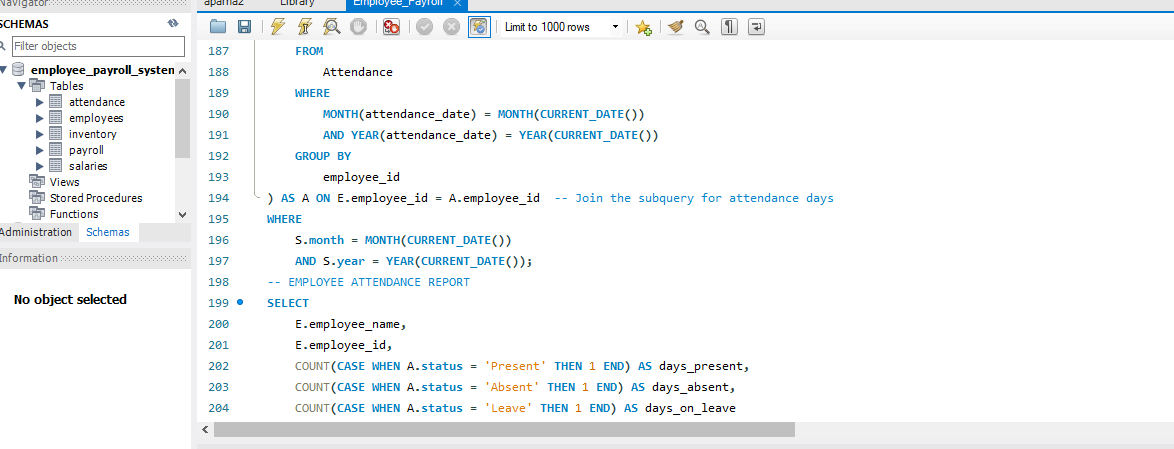 Navigator
SCHEMAS
Filter objects
employee_payroll_system
Tables
attendance
employees
inventory
payroll
salaries
Views
Stored Procedures
Functions
Administration Schemas
Information
No object selected
aparna2 Library Employee_Payroll ×
Limit to 1000 rows
187 FROM
188 Attendance
189 WHERE
190 MONTH(attendance_date) = MONTH(CURRENT_DATE())
191 AND YEAR(attendance_date) = YEAR(CURRENT_DATE())
192 GROUP BY
193 employee_id
194 ) AS A ON E.employee_id = A.employee_id -- Join the subquery for attendance days
195 WHERE
196 S.month = MONTH(CURRENT_DATE())
197 AND S.year = YEAR(CURRENT_DATE());
198 -- EMPLOYEE ATTENDANCE REPORT
199 SELECT
200 E.employee_name,
201 E.employee_id,
202 COUNT(CASE WHEN A.status = 'Present' THEN 1 END) AS days_present,
203 COUNT(CASE WHEN A.status = 'Absent' THEN 1 END) AS days_absent,
204 COUNT(CASE WHEN A.status = 'Leave' THEN 1 END) AS days_on_leave